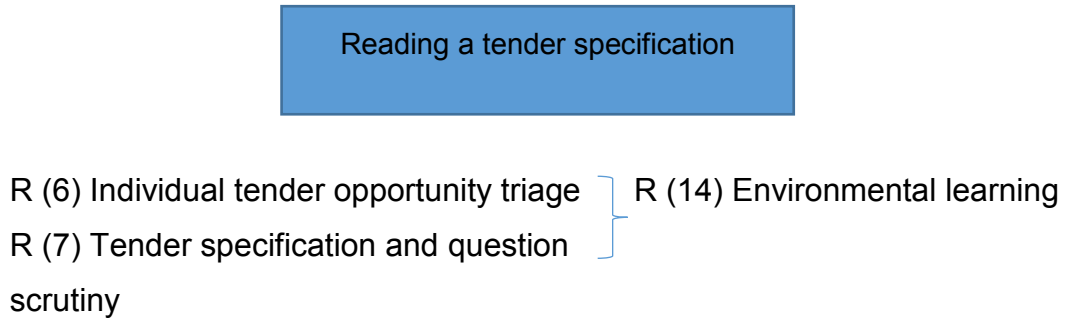 Reading a tender specification
R (6) Individual tender opportunity triage
R (7) Tender specification and question
scrutiny
R (14) Environmental learning